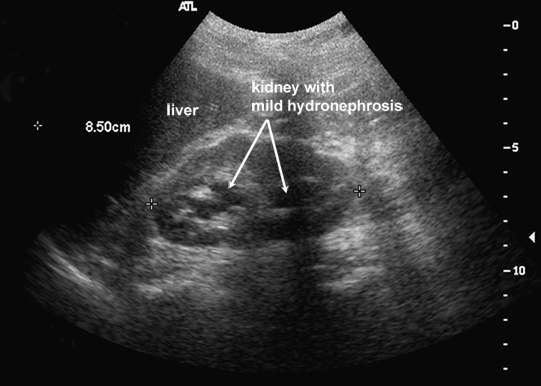 ATL
0
kidney with
mild hydronephrosis
liver
8.50cm
5
10